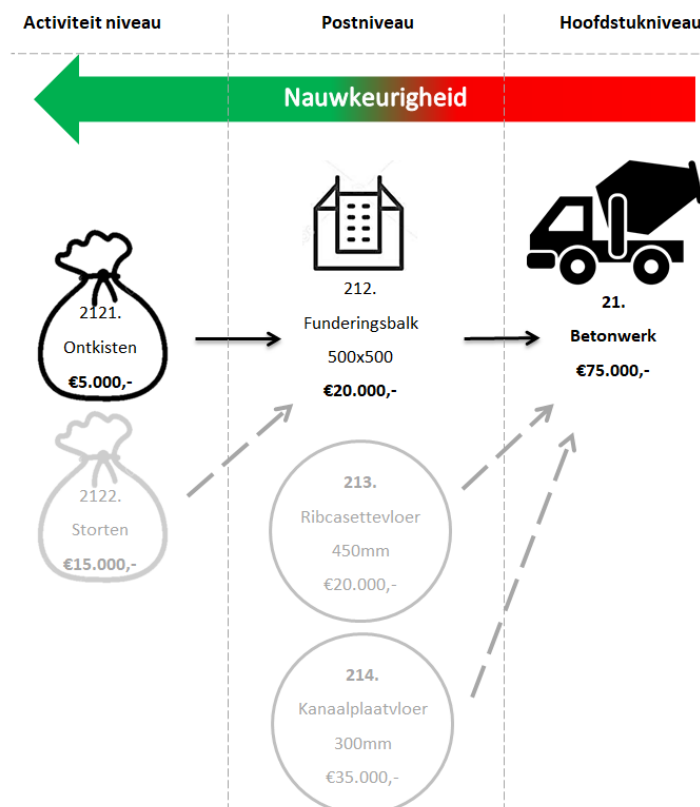 Activiteit niveau
Postniveau
Hoofdstukniveau
Nauwkeurigheid
2121.
Ontkisten
€5.000,-
2122.
Storten
€15.000,-
212.
Funderingsbalk
500x500
€20.000,-
213.
Ribcasettevloer
450mm
€20.000,-
214.
Kanaalplaatvloer
300mm
€35.000,-
21.
Betonwerk
€75.000,-